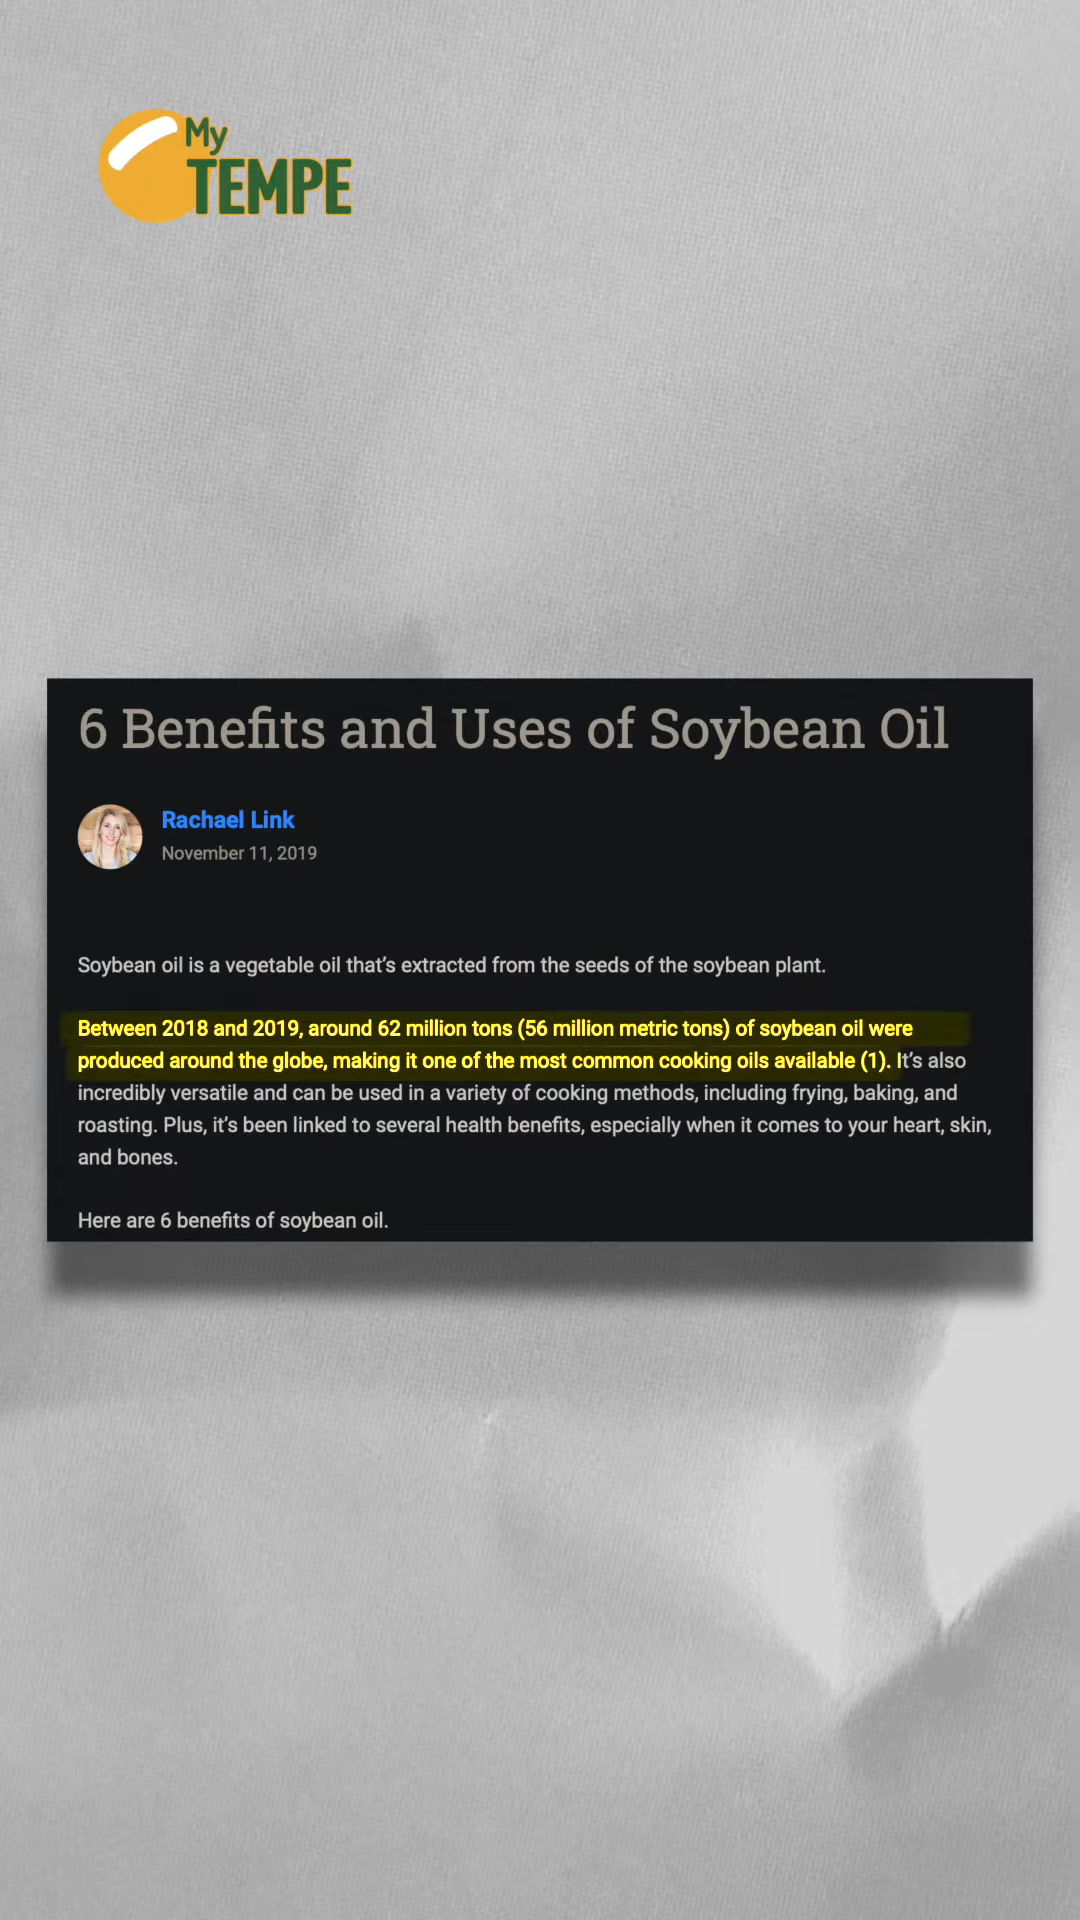 My
TEMPE
6 Benefits and Uses of Soybean Oil
Rachael Link
November 11, 2019
Soybean oil is a vegetable oil that’s extracted from the seeds of the soybean plant.
Between 2018 and 2019, around 62 million tons (56 million metric tons) of soybean oil were
produced around the globe, making it one of the most common cooking oils available (1). It’s also
incredibly versatile and can be used in a variety of cooking methods, including frying, baking, and
roasting. Plus, it’s been linked to several health benefits, especially when it comes to your heart, skin,
and bones.
Here are 6 benefits of soybean oil.